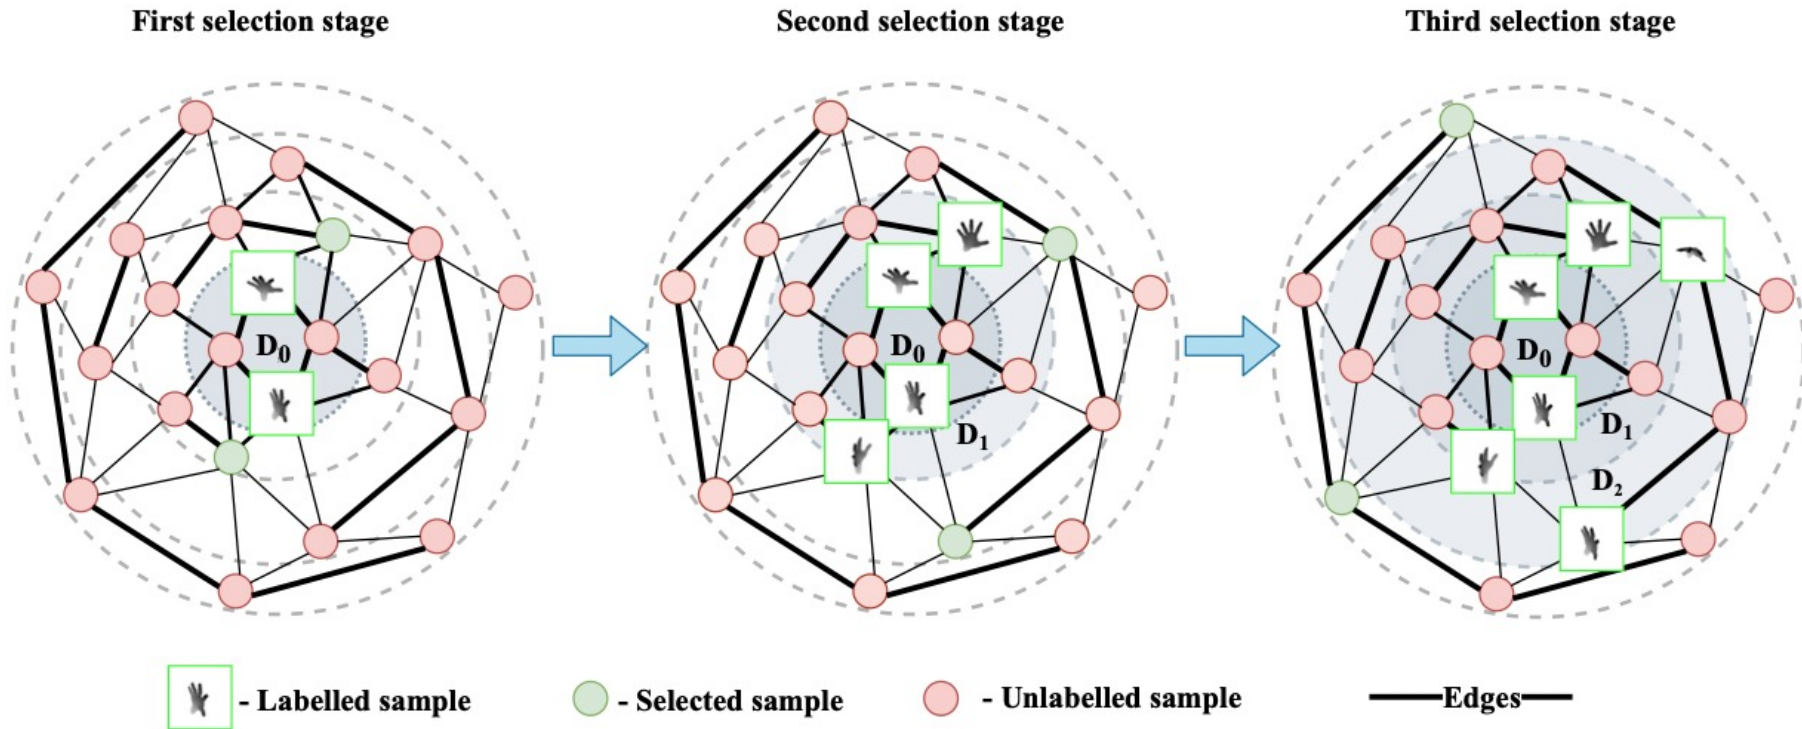 First selection stage
Second selection stage
Third selection stage
D₀
D₀
D₁
D₀
D₁
D₂
- Labelled sample
- Selected sample
- Unlabelled sample
Edges